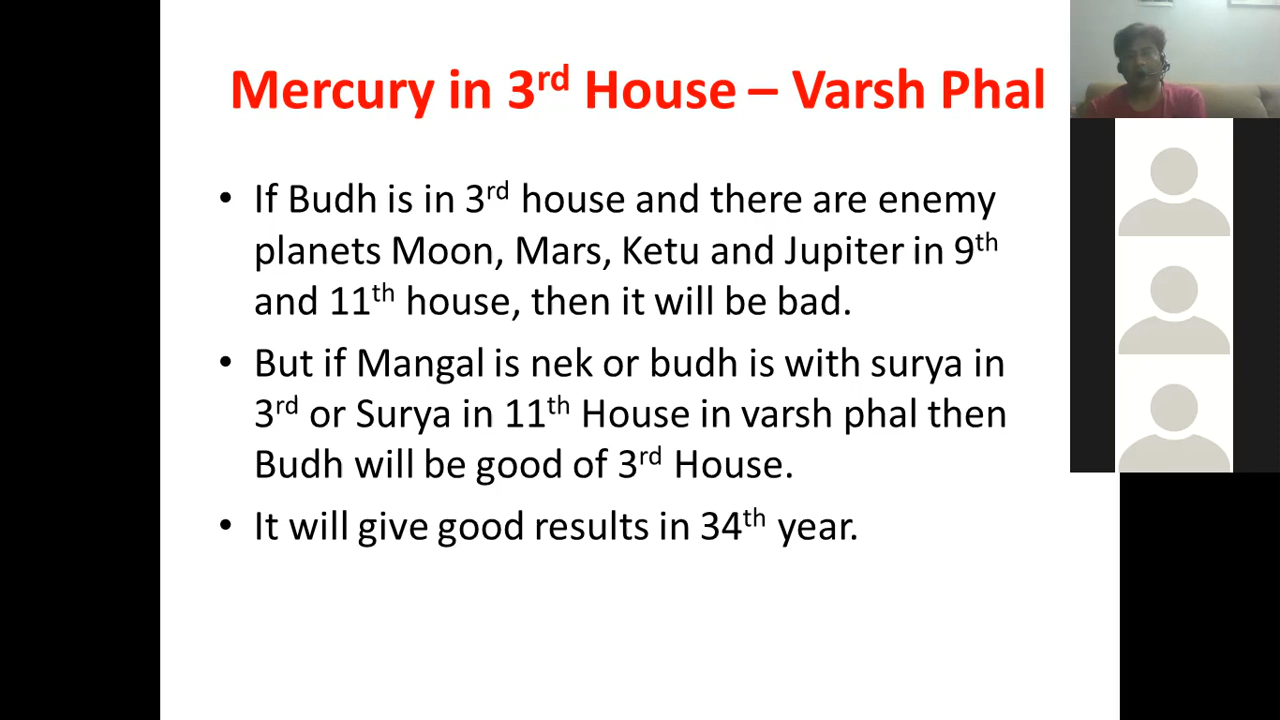 Mercury in 3rd House – Varsh Phal
• If Budh is in 3rd house and there are enemy
planets Moon, Mars, Ketu and Jupiter in 9th
and 11th house, then it will be bad.
• But if Mangal is nek or budh is with surya in
3rd or Surya in 11th House in varsh phal then
Budh will be good of 3rd House.
• It will give good results in 34th year.